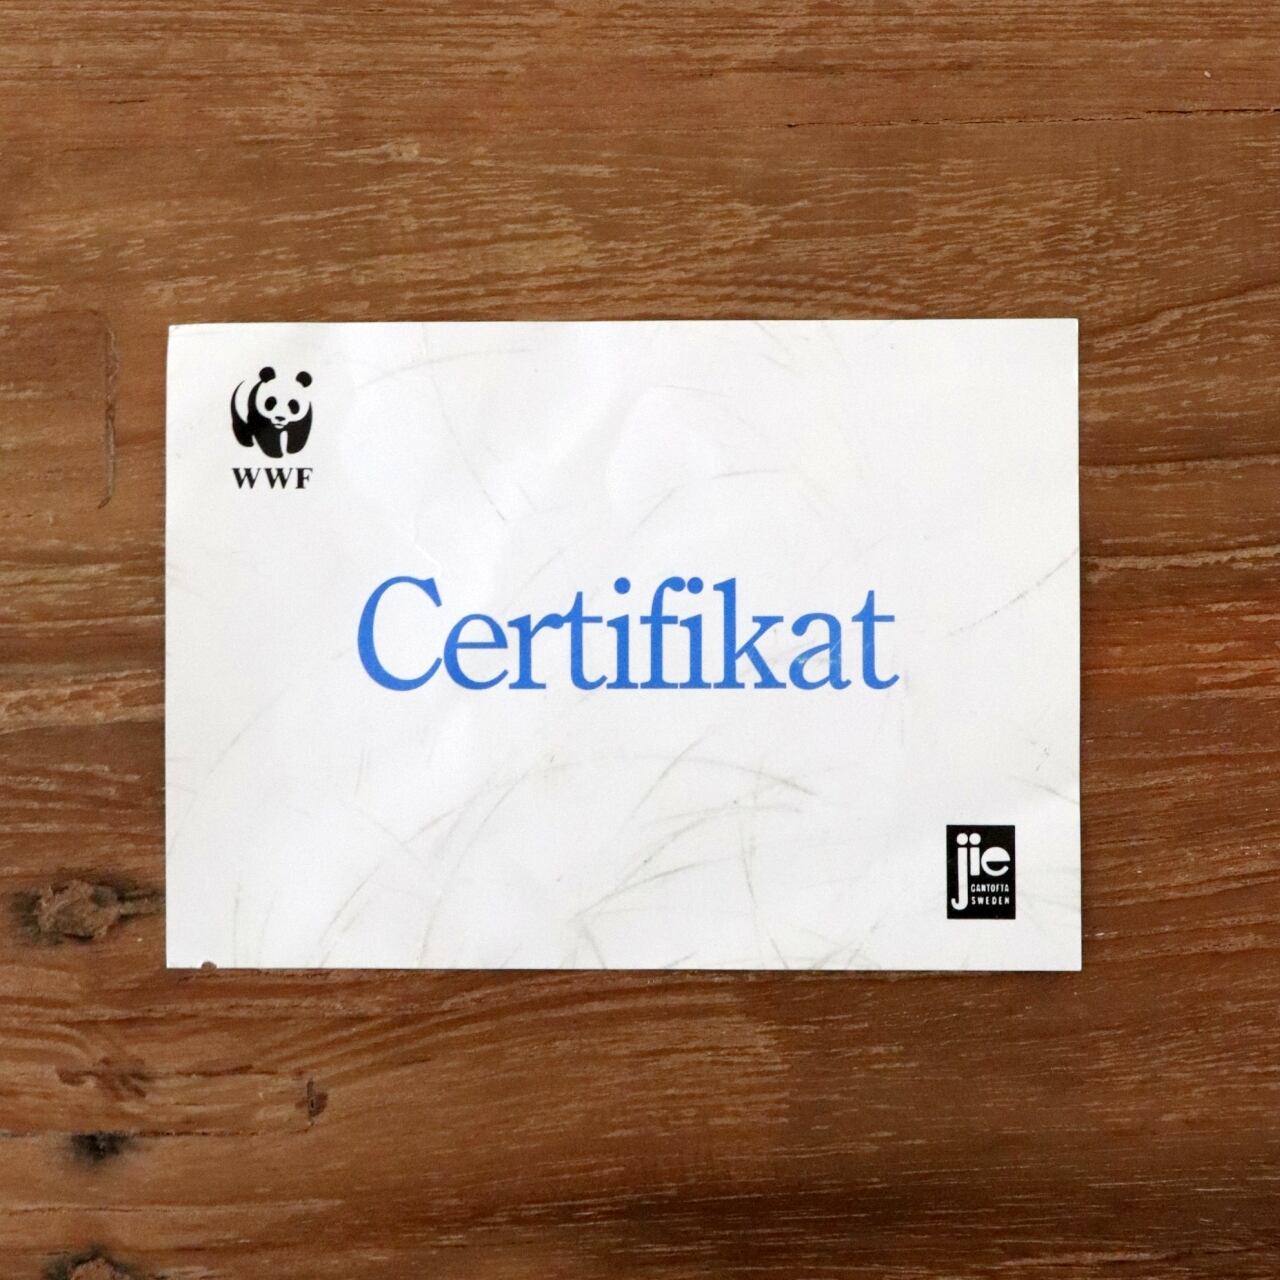 WWF
Certifikat
jie
GANTOFTA
SWEDEN